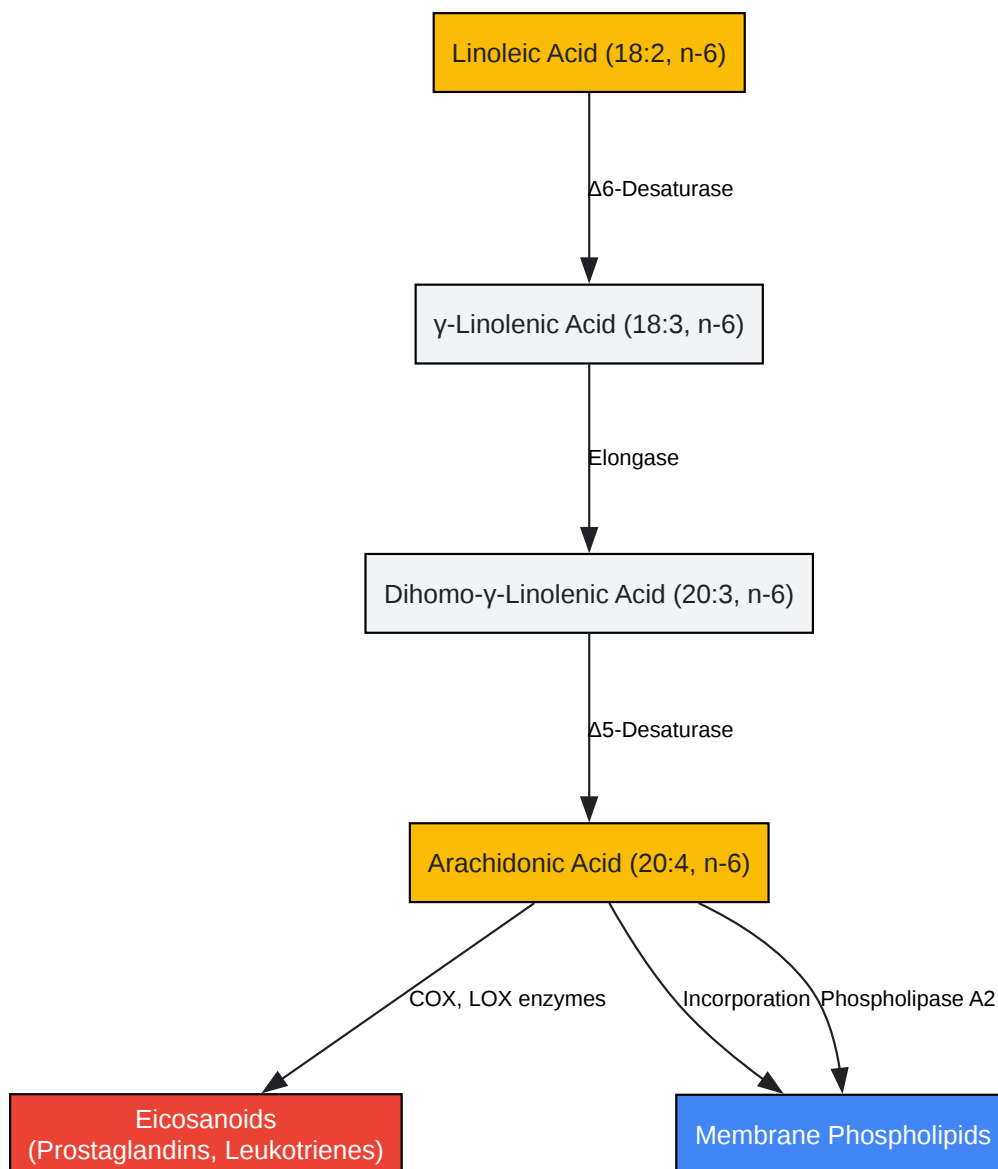 Linoleic Acid (18:2, n-6)
Δ6-Desaturase
γ-Linolenic Acid (18:3, n-6)
Elongase
Dihomo-γ-Linolenic Acid (20:3, n-6)
Δ5-Desaturase
Arachidonic Acid (20:4, n-6)
COX, LOX enzymes
Incorporation
Phospholipase A2
Eicosanoids
(Prostaglandins, Leukotrienes)
Membrane Phospholipids